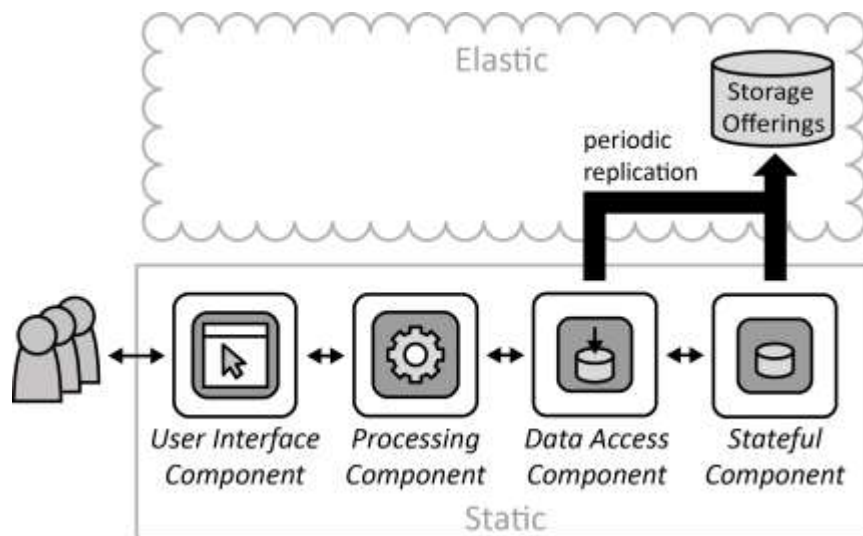 Elastic
Storage
Offerings
periodic
replication
User Interface
Component
Processing
Component
Data Access
Component
Stateful
Component
Static